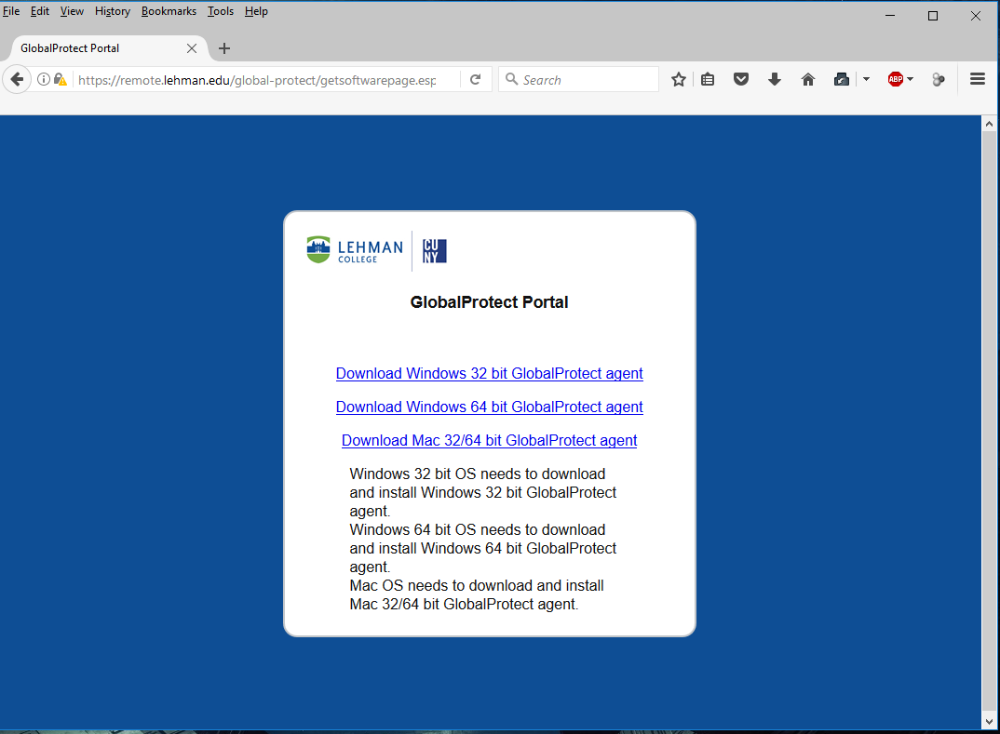 File Edit View History Bookmarks Tools Help
GlobalProtect Portal
https://remote.lehman.edu/global-protect/getsoftwarepage.esp
Search
ABP
LEHMAN
COLLEGE
CU
NY
GlobalProtect Portal
Download Windows 32 bit GlobalProtect agent
Download Windows 64 bit GlobalProtect agent
Download Mac 32/64 bit GlobalProtect agent
Windows 32 bit OS needs to download
and install Windows 32 bit GlobalProtect
agent.
Windows 64 bit OS needs to download
and install Windows 64 bit GlobalProtect
agent.
Mac OS needs to download and install
Mac 32/64 bit GlobalProtect agent.